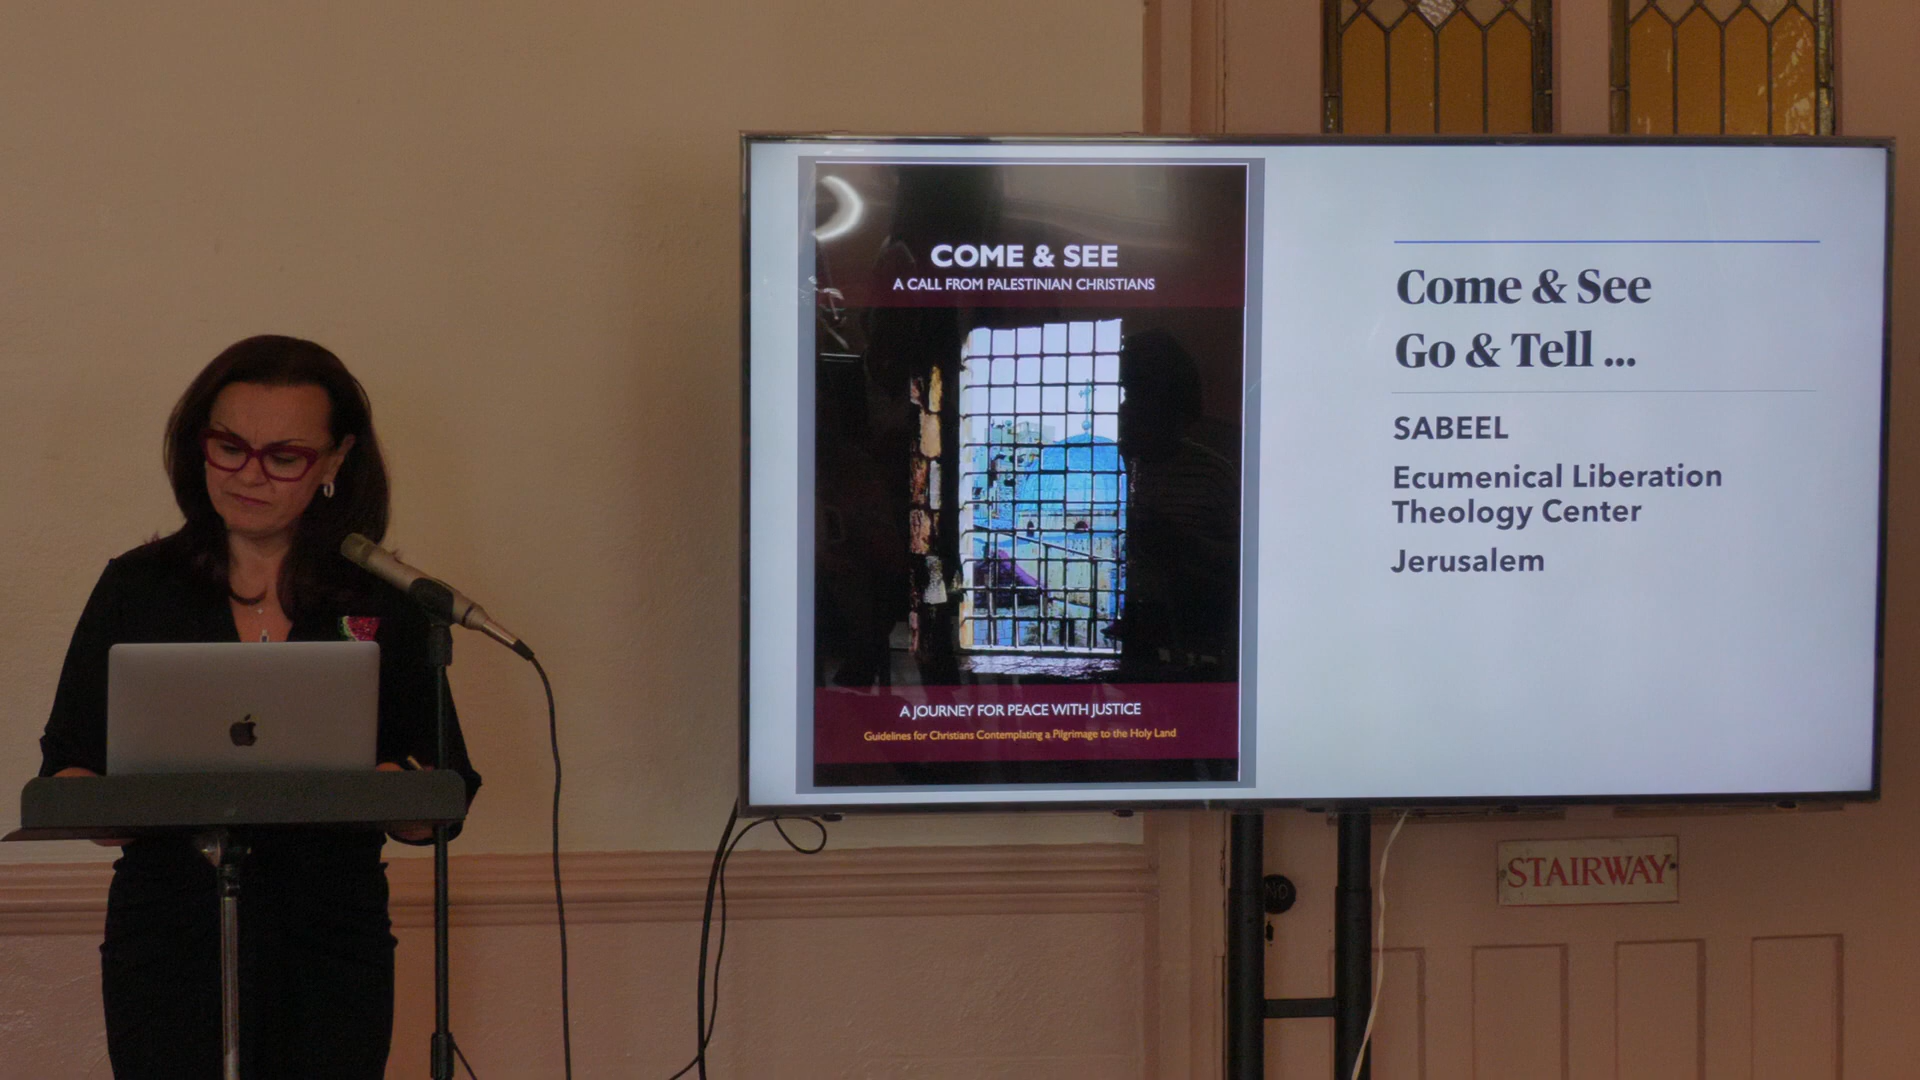 COME & SEE
A CALL FROM PALESTINIAN CHRISTIANS
A JOURNEY FOR PEACE WITH JUSTICE
Guidelines for Christians Contemplating a Pilgrimage to the Holy Land
Come & See
Go & Tell ...
SABEEL
Ecumenical Liberation
Theology Center
Jerusalem
STAIRWAY
NO